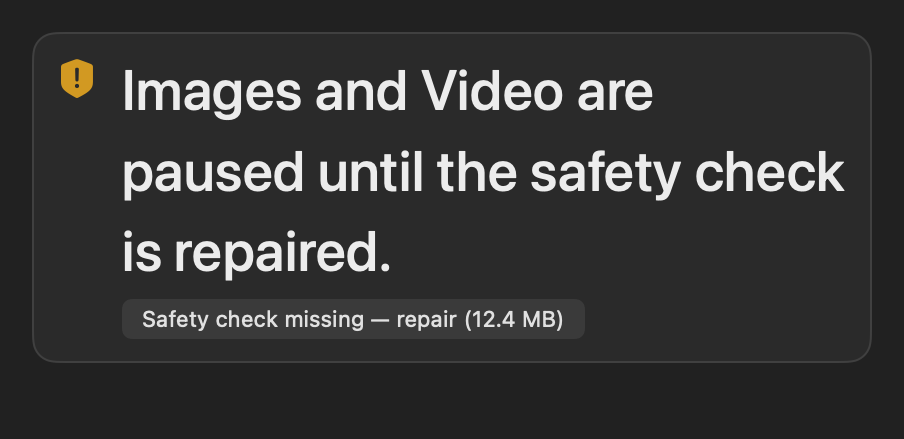 Images and Video are
paused until the safety check
is repaired.
Safety check missing — repair (12.4 MB)